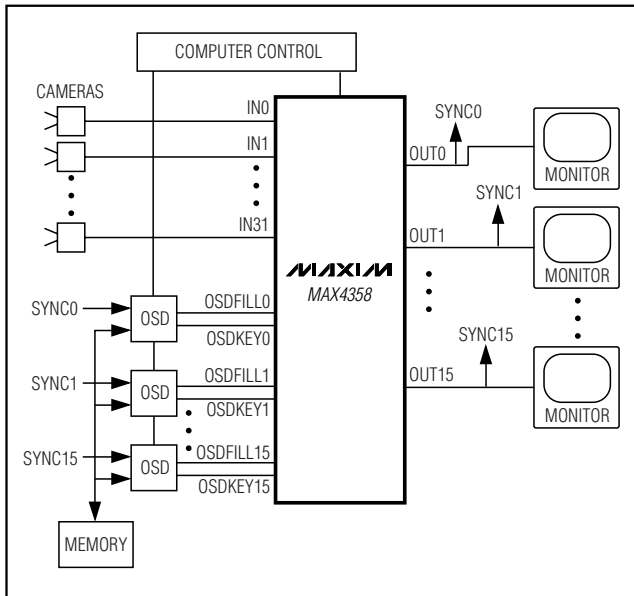 COMPUTER CONTROL
CAMERAS
IN0
IN1
IN31
SYNC0
OSD
OSDFILL0
OSDKEY0
SYNC1
OSD
OSDFILL1
OSDKEY1
SYNC15
OSD
OSDFILL15
OSDKEY15
MEMORY
MAXIM
MAX4358
SYNC0
OUT0
MONITOR
SYNC1
OUT1
MONITOR
SYNC15
OUT15
MONITOR